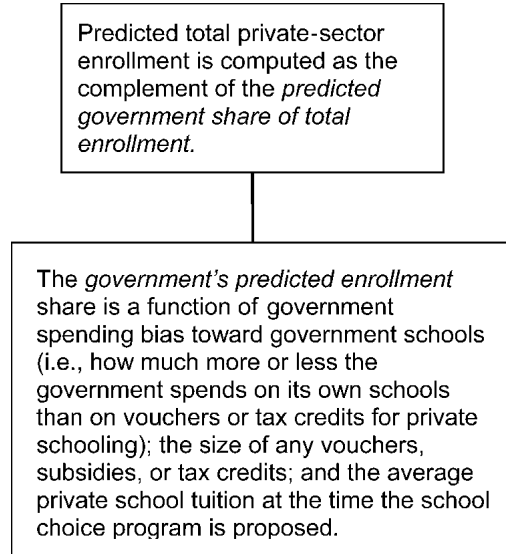 Predicted total private-sector
enrollment is computed as the
complement of the predicted
government share of total
enrollment.
The government's predicted enrollment
share is a function of government
spending bias toward government schools
(i.e., how much more or less the
government spends on its own schools
than on vouchers or tax credits for private
schooling); the size of any vouchers,
subsidies, or tax credits; and the average
private school tuition at the time the school
choice program is proposed.